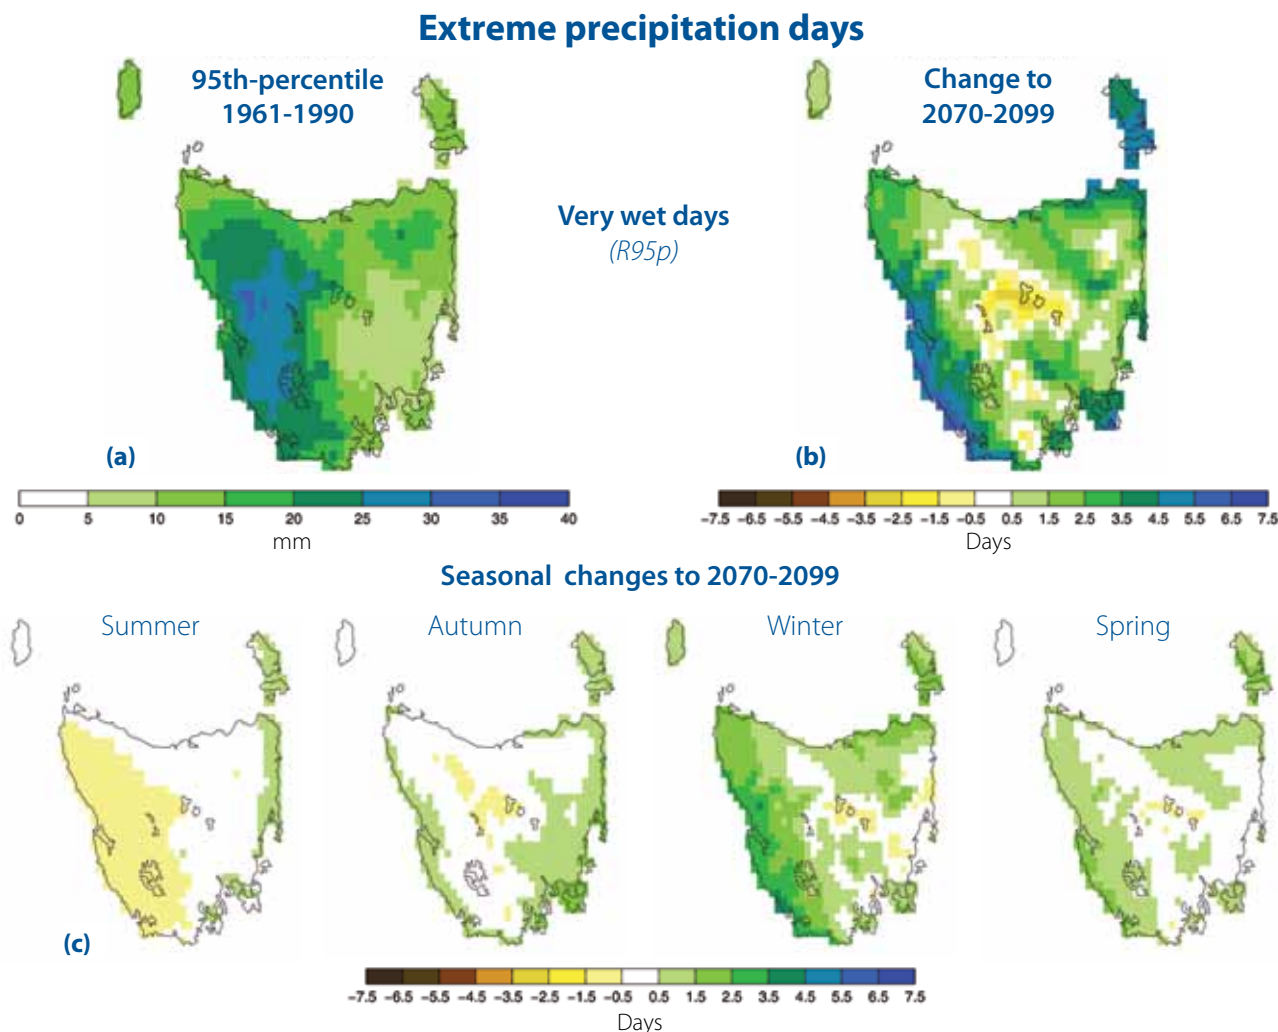 Extreme precipitation days
95th-percentile
1961-1990
Change to
2070-2099
Very wet days
(R95p)
(a)
(b)
0 5 10 15 20 25 30 35 40
mm
-7.5 -6.5 -5.5 -4.5 -3.5 -2.5 -1.5 -0.5 0.5 1.5 2.5 3.5 4.5 5.5 6.5 7.5
Days
Seasonal changes to 2070-2099
Summer
Autumn
Winter
Spring
(c)
-7.5 -6.5 -5.5 -4.5 -3.5 -2.5 -1.5 -0.5 0.5 1.5 2.5 3.5 4.5 5.5 6.5 7.5
Days